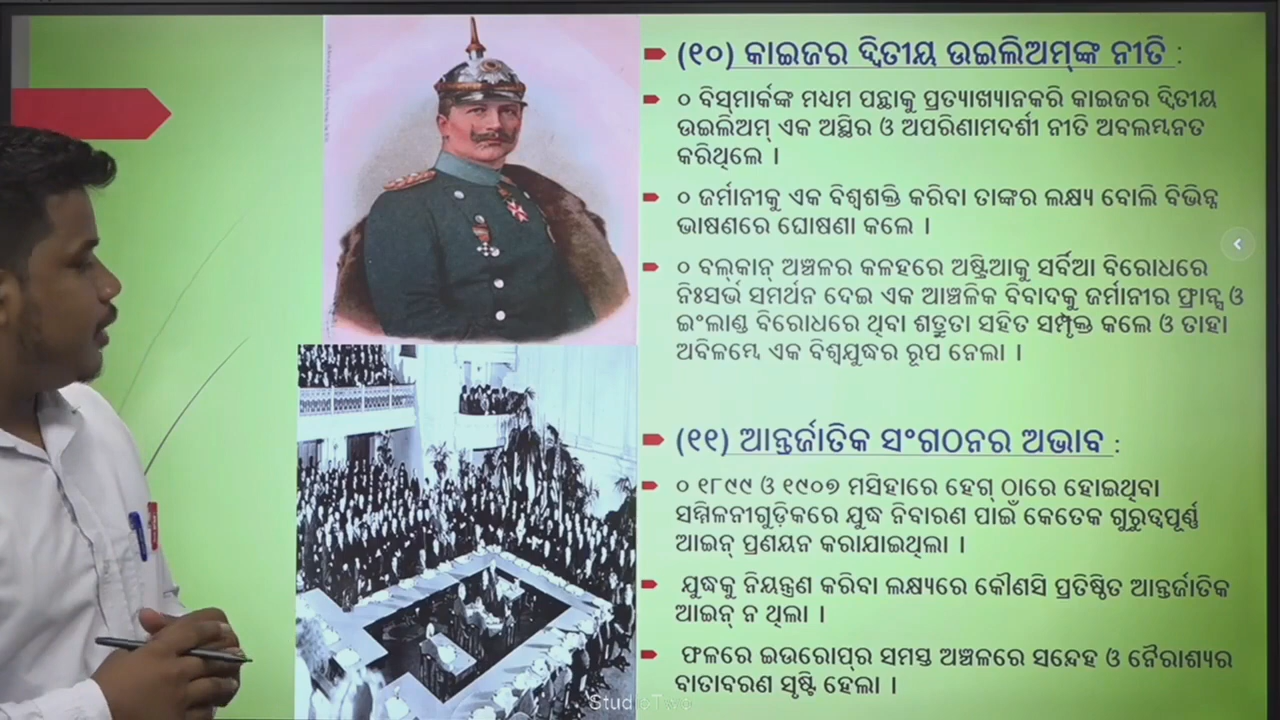 (୧୦) କାଇଜର ଦ୍ୱିତୀୟ ଉଇଲିଅମ୍‌ଙ୍କ ନୀତି :
୦ ବିସ୍‌ମାର୍କଙ୍କ ମଧ୍ୟମ ପନ୍ଥାକୁ ପ୍ରତ୍ୟାଖ୍ୟାନକରି କାଇଜର ଦ୍ୱିତୀୟ
ଉଇଲିଅମ୍ ଏକ ଅସ୍ଥିର ଓ ଅପରିଣାମଦର୍ଶୀ ନୀତି ଅବଲମ୍ୱନତ
କରିଥିଲେ ।
୦ ଜର୍ମାନୀକୁ ଏକ ବିଶ୍ୱଶକ୍ତି କରିବା ତାଙ୍କର ଲକ୍ଷ୍ୟ ବୋଲି ବିଭିନ୍ନ
ଭାଷଣରେ ଘୋଷଣା କଲେ ।
୦ ବଲ୍‌କାନ୍ ଅଞ୍ଚଳର କଳହରେ ଅଷ୍ଟ୍ରିଆକୁ ସର୍ବିଆ ବିରୋଧରେ
ନିଃସର୍ଭ ସମର୍ଥନ ଦେଇ ଏକ ଆଞ୍ଚଳିକ ବିବାଦକୁ ଜର୍ମାନୀର ଫ୍ରାନ୍ସ ଓ
ଇଂଲାଣ୍ଡ ବିରୋଧରେ ଥିବା ଶତ୍ରୁତା ସହିତ ସମ୍ପୃକ୍ତ କଲେ ଓ ତାହା
ଅବିଳମ୍ୱେ ଏକ ବିଶ୍ୱଯୁଦ୍ଧର ରୂପ ନେଲା ।
(୧୧) ଆନ୍ତର୍ଜାତିକ ସଂଗଠନର ଅଭାବ :
୦ ୧୮୯୯ ଓ ୧୯୦୭ ମସିହାରେ ହେଗ୍ ଠାରେ ହୋଇଥିବା
ସମ୍ମିଳନୀଗୁଡ଼ିକରେ ଯୁଦ୍ଧ ନିବାରଣ ପାଇଁ କେତେକ ଗୁରୁତ୍ୱପୂର୍ଣ୍ଣ
ଆଇନ୍ ପ୍ରଣୟନ କରାଯାଇଥିଲା ।
ଯୁଦ୍ଧକୁ ନିୟନ୍ତ୍ରଣ କରିବା ଲକ୍ଷ୍ୟରେ କୌଣସି ପ୍ରତିଷ୍ଠିତ ଆନ୍ତର୍ଜାତିକ
ଆଇନ୍ ନ ଥିଲା ।
ଫଳରେ ଇଉରୋପ୍‌ର ସମସ୍ତ ଅଞ୍ଚଳରେ ସନ୍ଦେହ ଓ ନୈରାଶ୍ୟର
ବାତାବରଣ ସୃଷ୍ଟି ହେଲା ।
StudioTwo